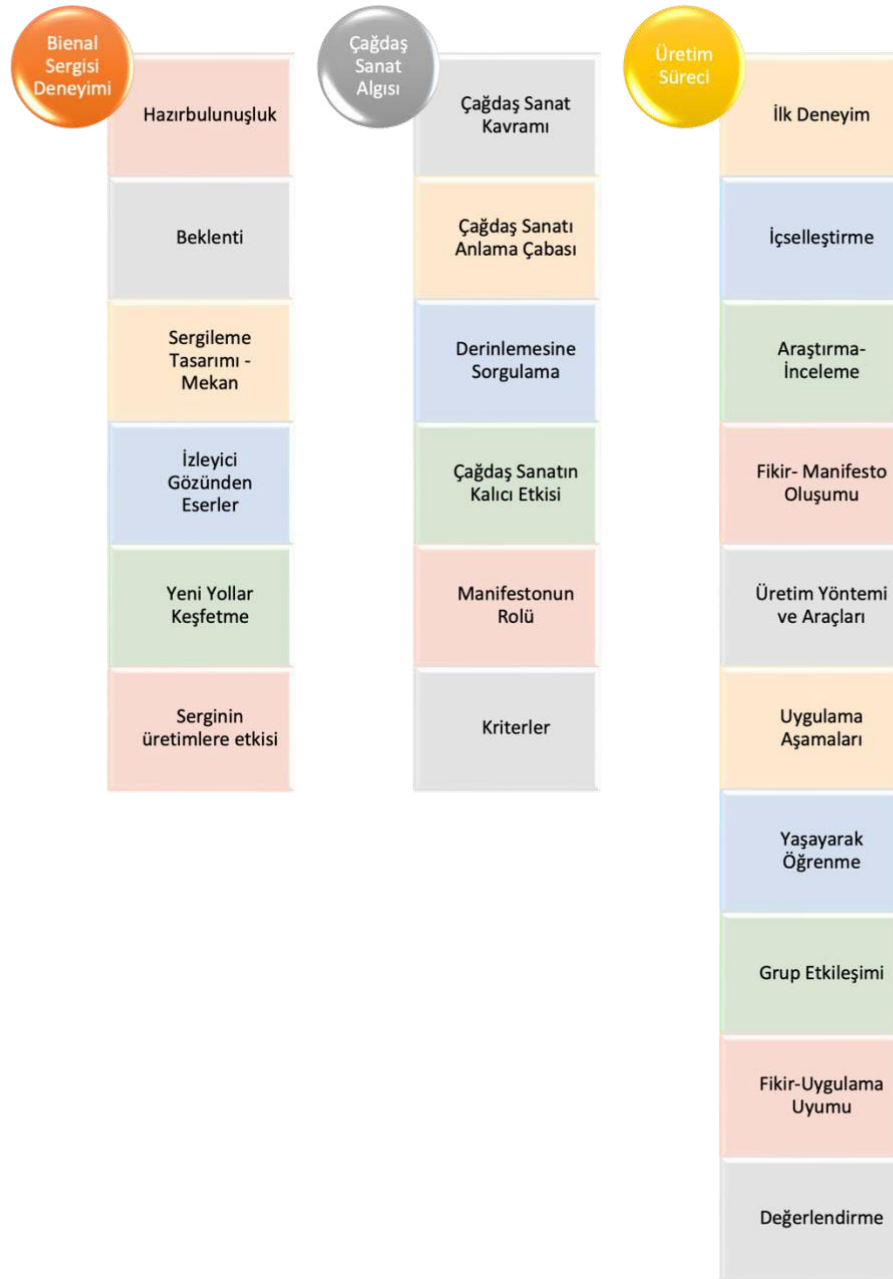 Bienal
Sergisi
Deneyimi
Hazırbulunuşluk
Beklenti
Sergileme
Tasarımı -
Mekan
İzleyici
Gözünden
Eserler
Yeni Yollar
Keşfetme
Serginin
üretimlere etkisi
Çağdaş
Sanat
Algısı
Çağdaş Sanat
Kavramı
Çağdaş Sanatı
Anlama Çabası
Derinlemesine
Sorgulama
Çağdaş Sanatın
Kalıcı Etkisi
Manifestonun
Rolü
Kriterler
Üretim
Süreci
İlk Deneyim
İçselleştirme
Araştırma-
İnceleme
Fikir- Manifesto
Oluşumu
Üretim Yöntemi
ve Araçları
Uygulama
Aşamaları
Yaşayarak
Öğrenme
Grup Etkileşimi
Fikir-Uygulama
Uyumu
Değerlendirme